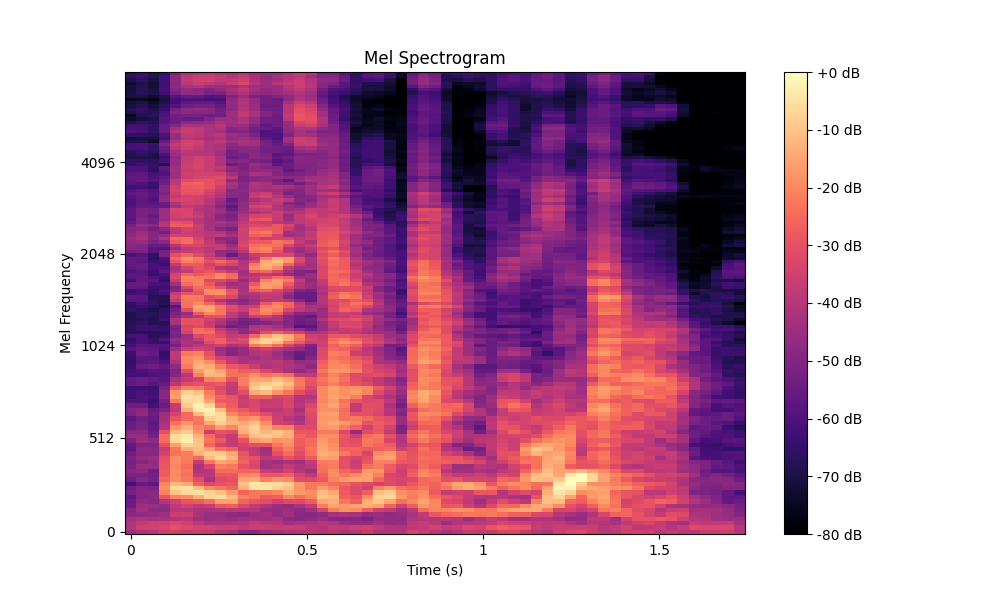 Mel Spectrogram
+0 dB
4096
-10 dB
-20 dB
2048
-30 dB
Mel Frequency
-40 dB
1024
-50 dB
512
-60 dB
-70 dB
0
-80 dB
0 0.5 1 1.5
Time (s)